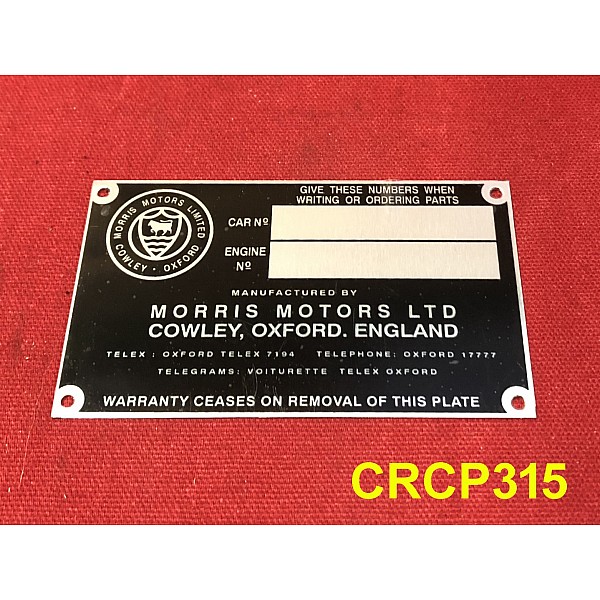 MORRIS MOTORS LIMITED
COWLEY · OXFORD
GIVE THESE NUMBERS WHEN
WRITING OR ORDERING PARTS
CAR Nº
ENGINE
Nº
MANUFACTURED BY
MORRIS MOTORS LTD
COWLEY, OXFORD. ENGLAND
TELEX : OXFORD TELEX 7194 TELEPHONE: OXFORD 17777
TELEGRAMS: VOITURETTE TELEX OXFORD
WARRANTY CEASES ON REMOVAL OF THIS PLATE
CRCP315